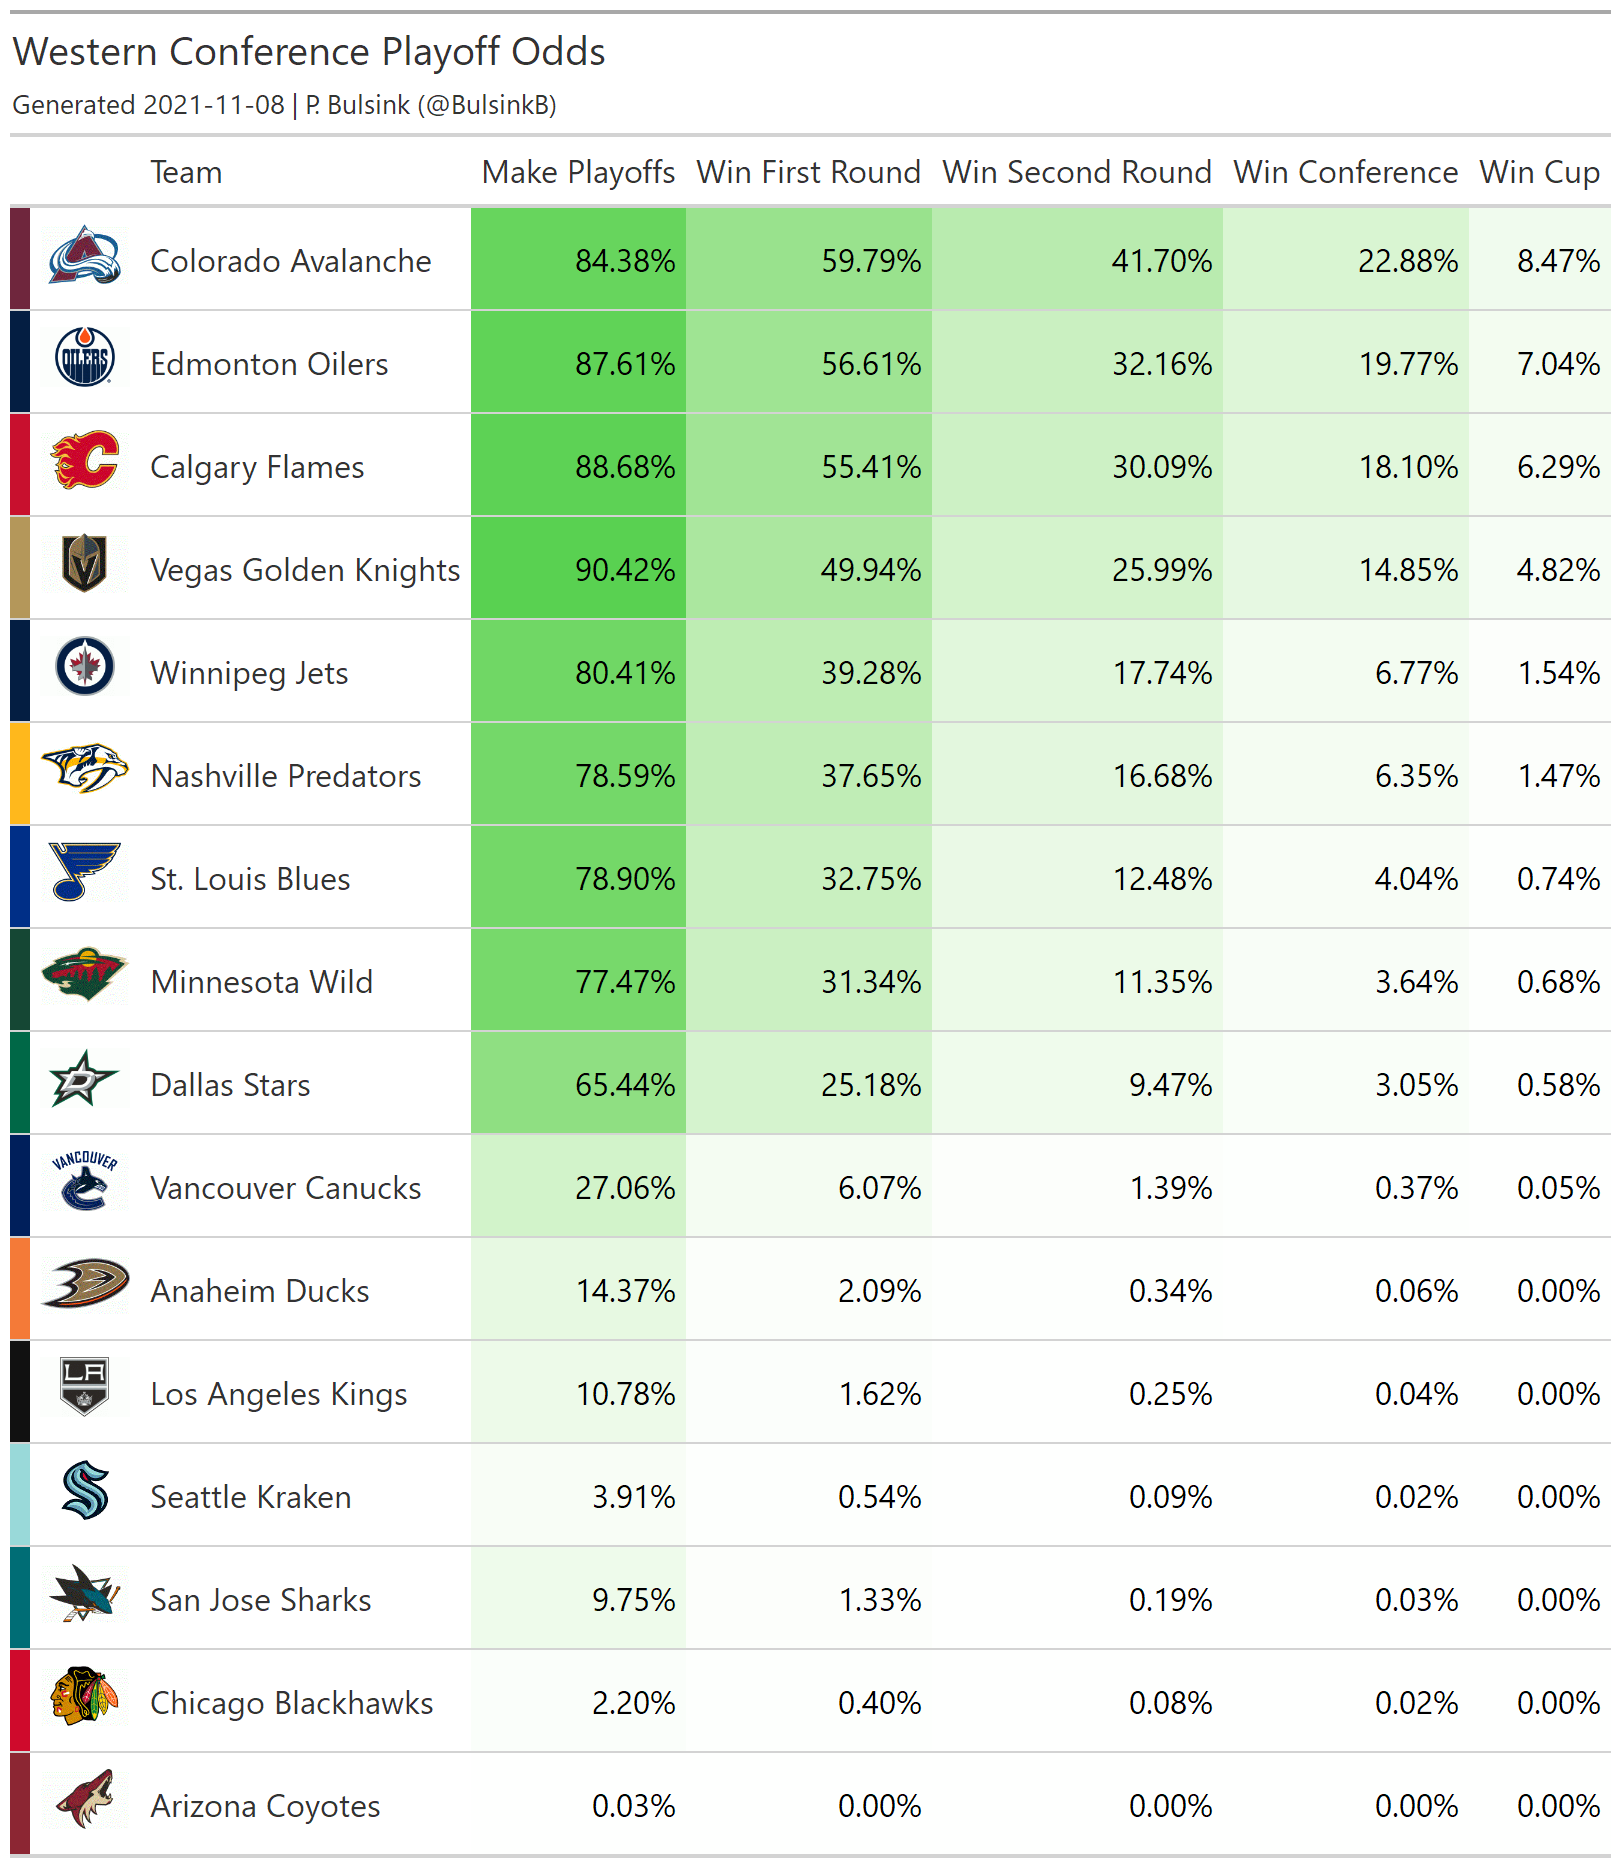 Western Conference Playoff Odds
Generated 2021-11-08 | P. Bulsink (@BulsinkB)
Team Make Playoffs Win First Round Win Second Round Win Conference Win Cup
Colorado Avalanche 84.38% 59.79% 41.70% 22.88% 8.47%
OILERS Edmonton Oilers 87.61% 56.61% 32.16% 19.77% 7.04%
C Calgary Flames 88.68% 55.41% 30.09% 18.10% 6.29%
Vegas Golden Knights 90.42% 49.94% 25.99% 14.85% 4.82%
Winnipeg Jets 80.41% 39.28% 17.74% 6.77% 1.54%
Nashville Predators 78.59% 37.65% 16.68% 6.35% 1.47%
St. Louis Blues 78.90% 32.75% 12.48% 4.04% 0.74%
Minnesota Wild 77.47% 31.34% 11.35% 3.64% 0.68%
D Dallas Stars 65.44% 25.18% 9.47% 3.05% 0.58%
VANCOUVER Vancouver Canucks 27.06% 6.07% 1.39% 0.37% 0.05%
Anaheim Ducks 14.37% 2.09% 0.34% 0.06% 0.00%
LA Los Angeles Kings 10.78% 1.62% 0.25% 0.04% 0.00%
Seattle Kraken 3.91% 0.54% 0.09% 0.02% 0.00%
San Jose Sharks 9.75% 1.33% 0.19% 0.03% 0.00%
Chicago Blackhawks 2.20% 0.40% 0.08% 0.02% 0.00%
Arizona Coyotes 0.03% 0.00% 0.00% 0.00% 0.00%